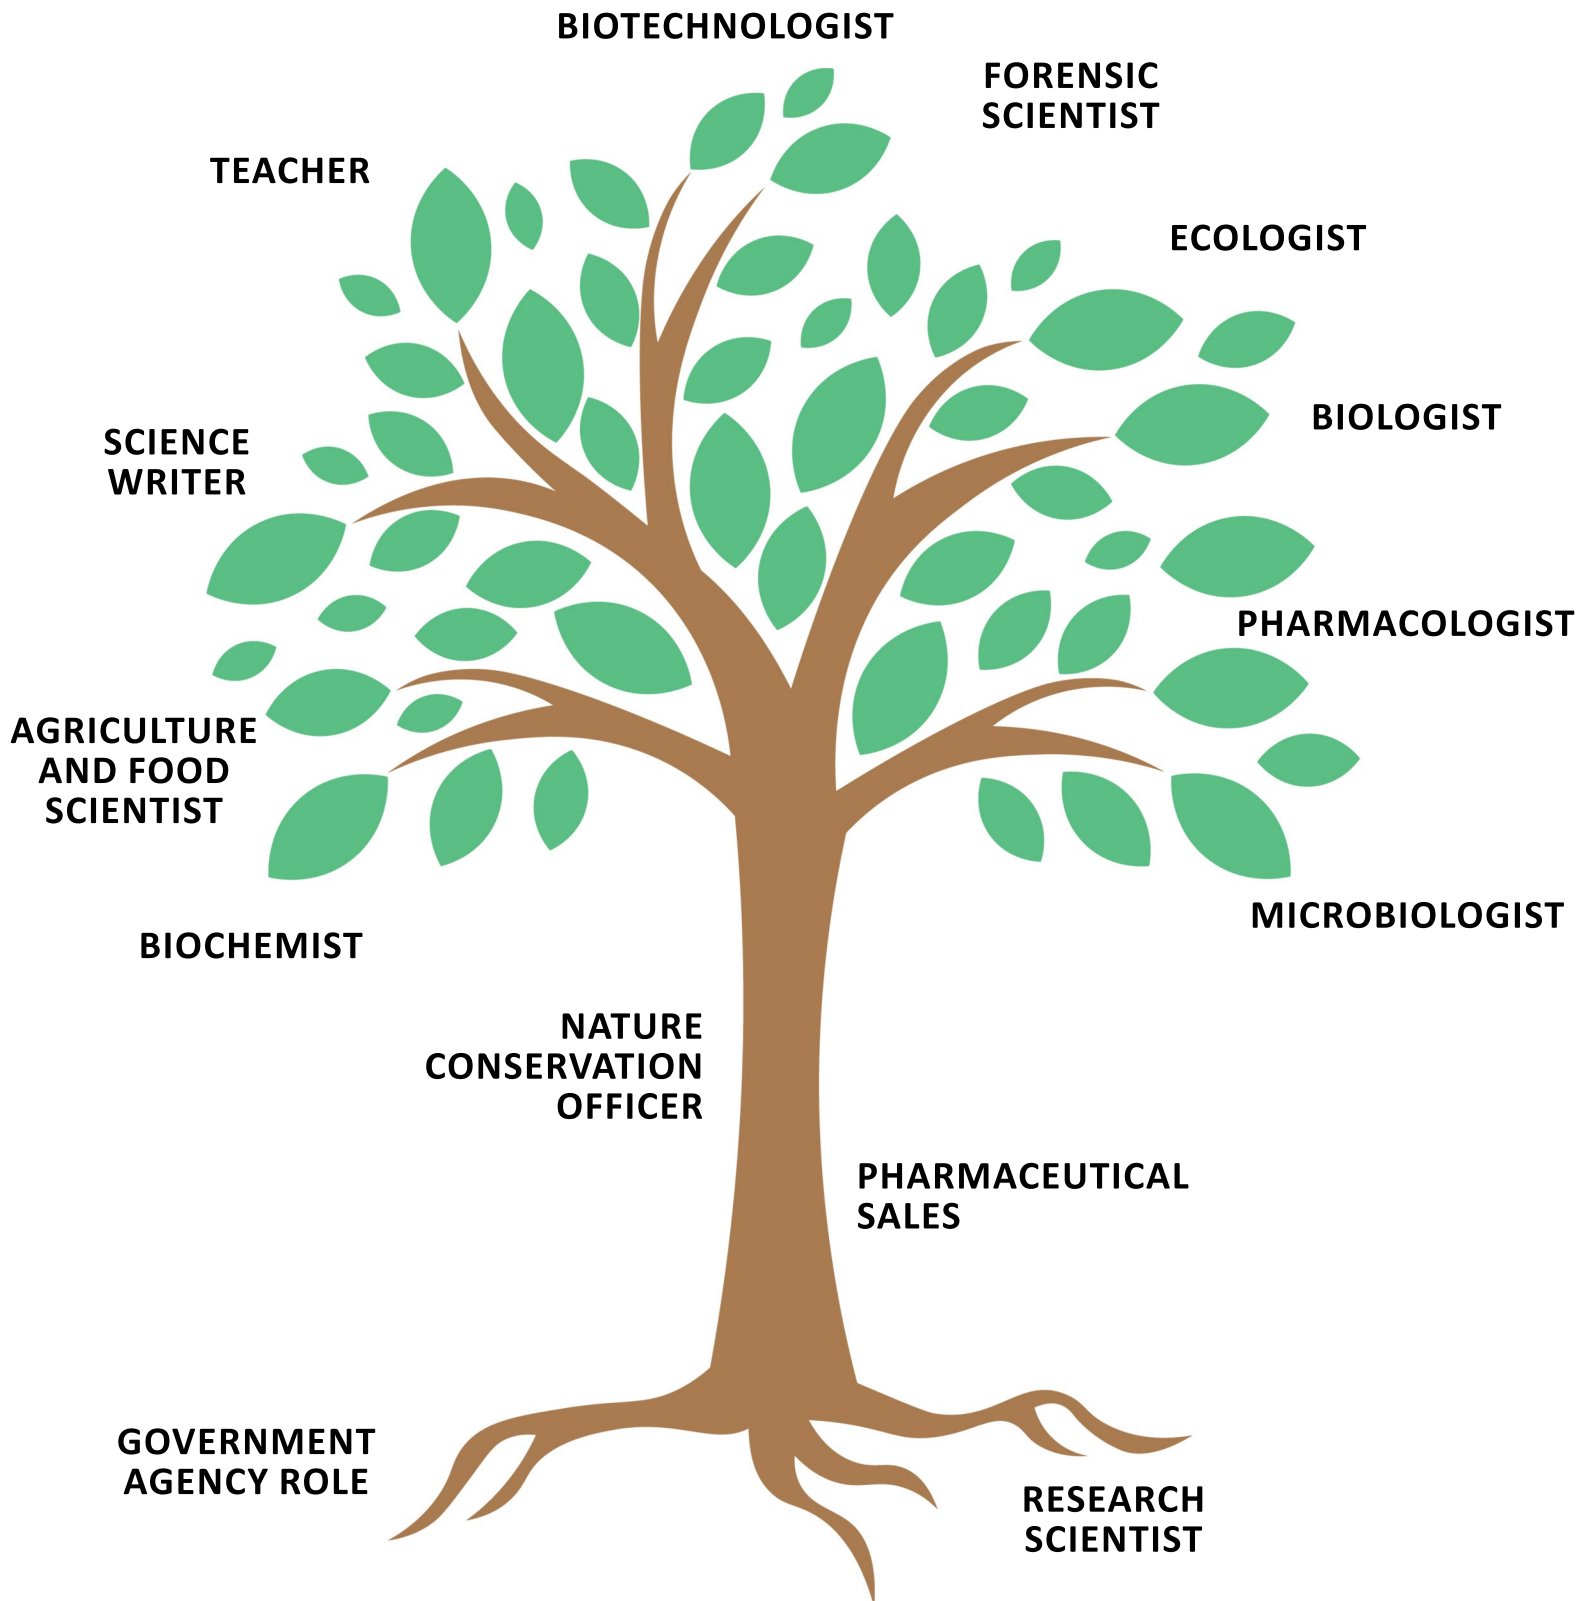 BIOTECHNOLOGIST
FORENSIC
SCIENTIST
TEACHER
ECOLOGIST
BIOLOGIST
SCIENCE
WRITER
PHARMACOLOGIST
AGRICULTURE
AND FOOD
SCIENTIST
MICROBIOLOGIST
BIOCHEMIST
NATURE
CONSERVATION
OFFICER
PHARMACEUTICAL
SALES
GOVERNMENT
AGENCY ROLE
RESEARCH
SCIENTIST